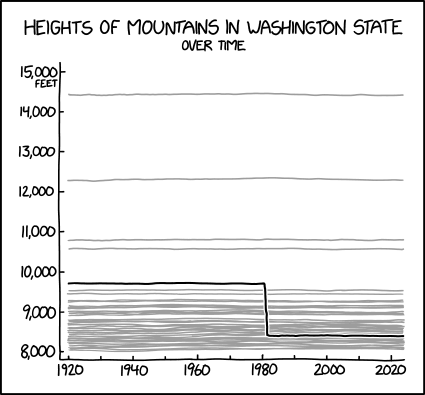 HEIGHTS OF MOUNTAINS IN WASHINGTON STATE
OVER TIME
15,000
FEET
14,000
13,000
12,000
11,000
10,000
9,000
8,000
1920 1940 1960 1980 2000 2020